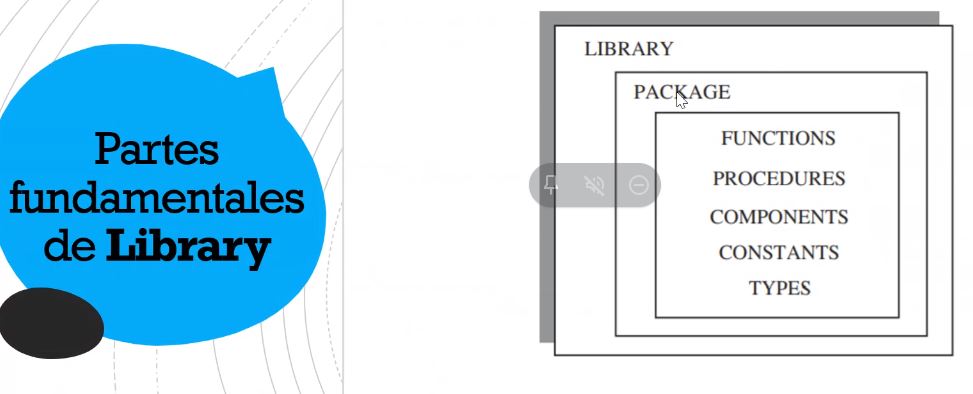 Partes
fundamentales
de Library
LIBRARY
PACKAGE
FUNCTIONS
PROCEDURES
COMPONENTS
CONSTANTS
TYPES